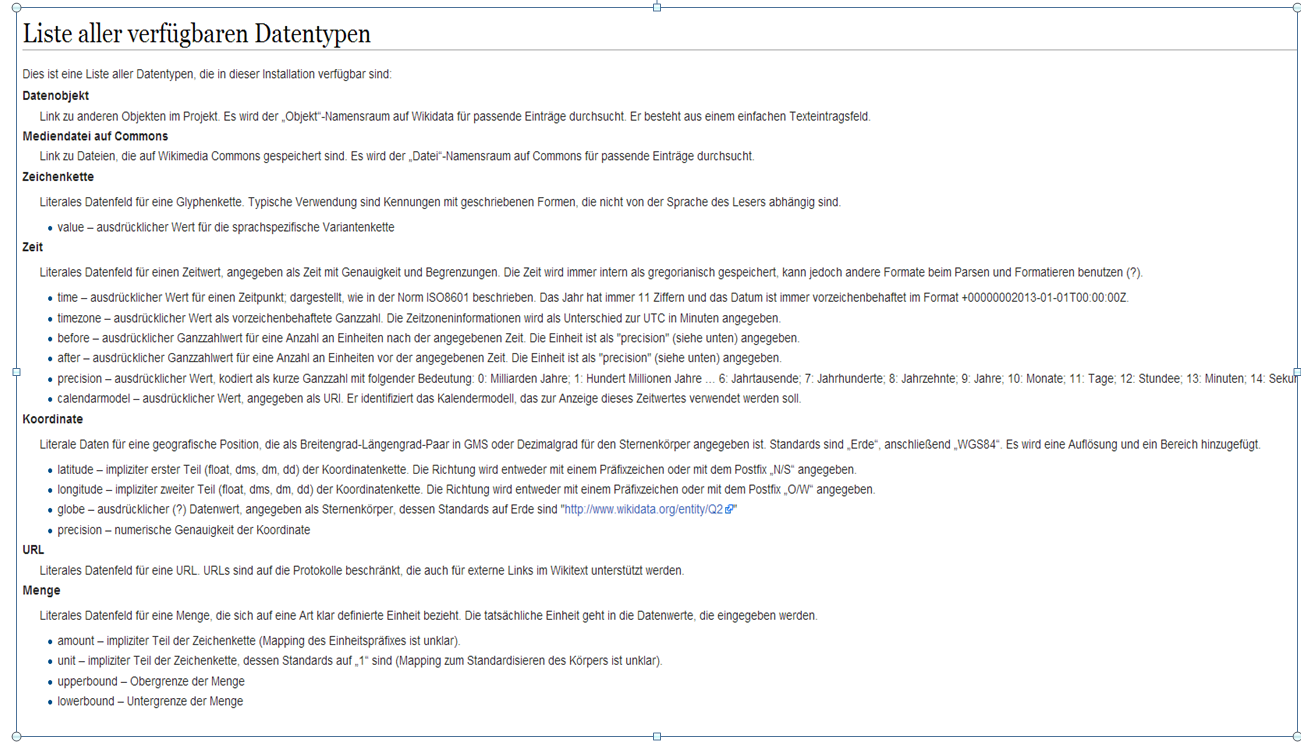 Liste aller verfügbaren Datentypen
Dies ist eine Liste aller Datentypen, die in dieser Installation verfügbar sind:
Datenobjekt
Link zu anderen Objekten im Projekt. Es wird der „Objekt“-Namensraum auf Wikidata für passende Einträge durchsucht. Er besteht aus einem einfachen Texteintragsfeld.
Mediendatei auf Commons
Link zu Dateien, die auf Wikimedia Commons gespeichert sind. Es wird der „Datei“-Namensraum auf Commons für passende Einträge durchsucht.
Zeichenkette
Literales Datenfeld für eine Glyphenkette. Typische Verwendung sind Kennungen mit geschriebenen Formen, die nicht von der Sprache des Lesers abhängig sind.
• value – ausdrücklicher Wert für die sprachspezifische Variantenkette
Zeit
Literales Datenfeld für einen Zeitwert, angegeben als Zeit mit Genauigkeit und Begrenzungen. Die Zeit wird immer intern als gregorianisch gespeichert, kann jedoch andere Formate beim Parsen und Formatieren benutzen (?).
• time – ausdrücklicher Wert für einen Zeitpunkt; dargestellt, wie in der Norm ISO8601 beschrieben. Das Jahr hat immer 11 Ziffern und das Datum ist immer vorzeichenbehaftet im Format +00000002013-01-01T00:00:00Z.
• timezone – ausdrücklicher Wert als vorzeichenbehaftete Ganzzahl. Die Zeitzoneninformationen wird als Unterschied zur UTC in Minuten angegeben.
• before – ausdrücklicher Ganzzahlwert für eine Anzahl an Einheiten nach der angegebenen Zeit. Die Einheit ist als "precision" (siehe unten) angegeben.
• after – ausdrücklicher Ganzzahlwert für eine Anzahl an Einheiten vor der angegebenen Zeit. Die Einheit ist als "precision" (siehe unten) angegeben.
• precision – ausdrücklicher Wert, kodiert als kurze Ganzzahl mit folgender Bedeutung: 0: Milliarden Jahre; 1: Hundert Millionen Jahre … 6: Jahrtausende; 7: Jahrhunderte; 8: Jahrzehnte; 9: Jahre; 10: Monate; 11: Tage; 12: Stundee; 13: Minuten; 14: Sekun
• calendarmodel – ausdrücklicher Wert, angegeben als URI. Er identifiziert das Kalendermodell, das zur Anzeige dieses Zeitwertes verwendet werden soll.
Koordinate
Literale Daten für eine geografische Position, die als Breitengrad-Längengrad-Paar in GMS oder Dezimalgrad für den Sternenkörper angegeben ist. Standards sind „Erde“, anschließend „WGS84“. Es wird eine Auflösung und ein Bereich hinzugefügt.
• latitude – impliziter erster Teil (float, dms, dm, dd) der Koordinatenkette. Die Richtung wird entweder mit einem Präfixzeichen oder mit dem Postfix „N/S“ angegeben.
• longitude – impliziter zweiter Teil (float, dms, dm, dd) der Koordinatenkette. Die Richtung wird entweder mit einem Präfixzeichen oder mit dem Postfix „O/W“ angegeben.
• globe – ausdrücklicher (?) Datenwert, angegeben als Sternenkörper, dessen Standards auf Erde sind "http://www.wikidata.org/entity/Q2"
• precision – numerische Genauigkeit der Koordinate
URL
Literales Datenfeld für eine URL. URLs sind auf die Protokolle beschränkt, die auch für externe Links im Wikitext unterstützt werden.
Menge
Literales Datenfeld für eine Menge, die sich auf eine Art klar definierte Einheit bezieht. Die tatsächliche Einheit geht in die Datenwerte, die eingegeben werden.
• amount – impliziter Teil der Zeichenkette (Mapping des Einheitspräfixes ist unklar).
• unit – impliziter Teil der Zeichenkette, dessen Standards auf „1“ sind (Mapping zum Standardisieren des Körpers ist unklar).
• upperbound – Obergrenze der Menge
• lowerbound – Untergrenze der Menge